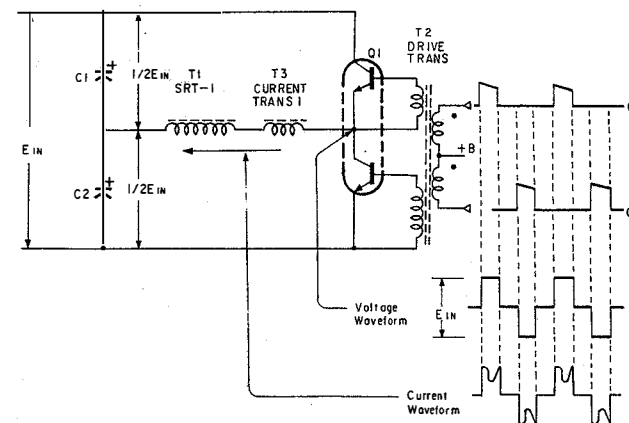 Q1
T2
DRIVE
TRANS
C1
+
1/2EIN
T1
SRT-1
T3
CURRENT
TRANS 1
EIN
+B
C2
+
1/2EIN
Voltage
Waveform
EIN
Current
Waveform